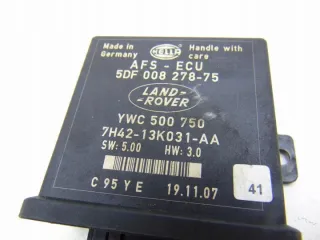 Made in Germany
HELLA
Handle with care
AFS - ECU
5DF 008 278-75
LAND-
-ROVER
YWC 500 750
7H42-13K031-AA
SW: 5.00 HW: 3.0
C 95 Y E 19.11.07 41